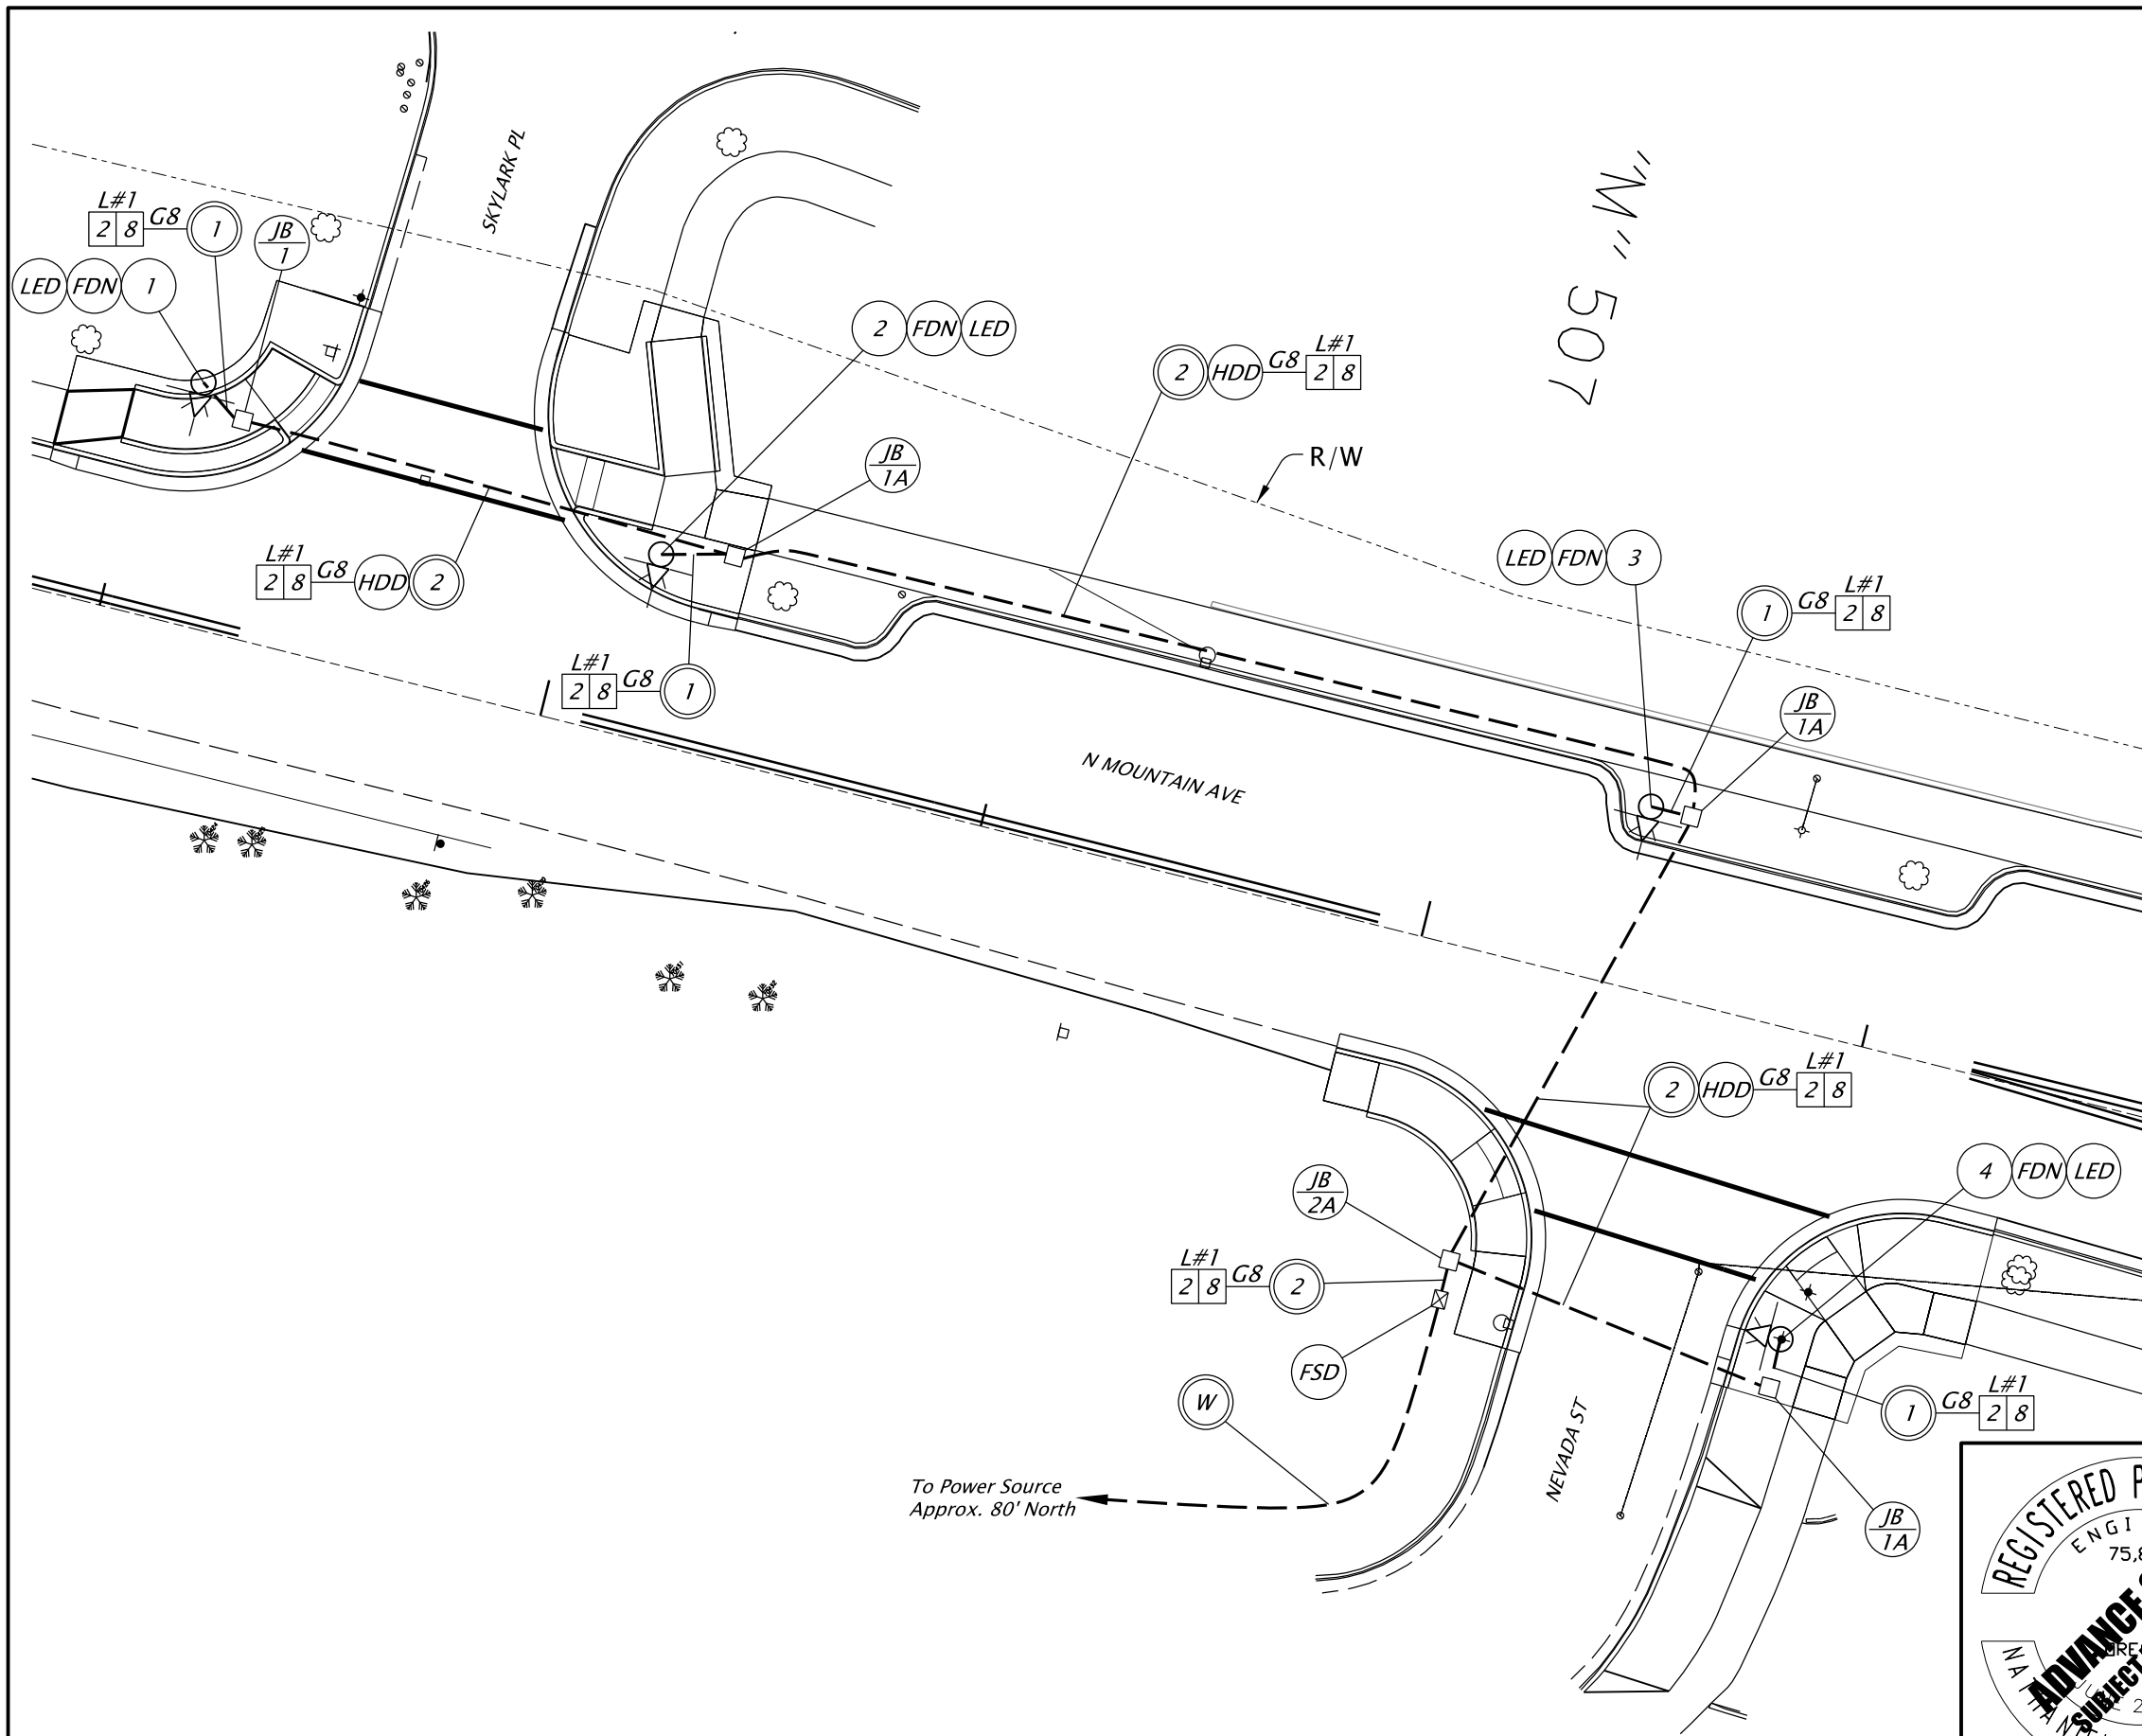 SKYLARK PL
"M" 507
L#1
2 8 G8 1
JB
1
LED FDN 1
2 FDN LED
2 HDD G8 2 8
L#1
R/W
JB
1A
L#1
2 8 G8 HDD 2
LED FDN 3
L#1
1 G8 2 8
L#1
2 8 G8 1
JB
1A
N MOUNTAIN AVE
L#1
2 HDD G8 2 8
4 FDN LED
JB
2A
L#1
2 8 G8 2
FSD
W
NEVADA ST
L#1
1 G8 2 8
To Power Source
Approx. 80' North
JB
1A
REGISTERED P
ENGI
75,8
ADVANCE
SUBJECT